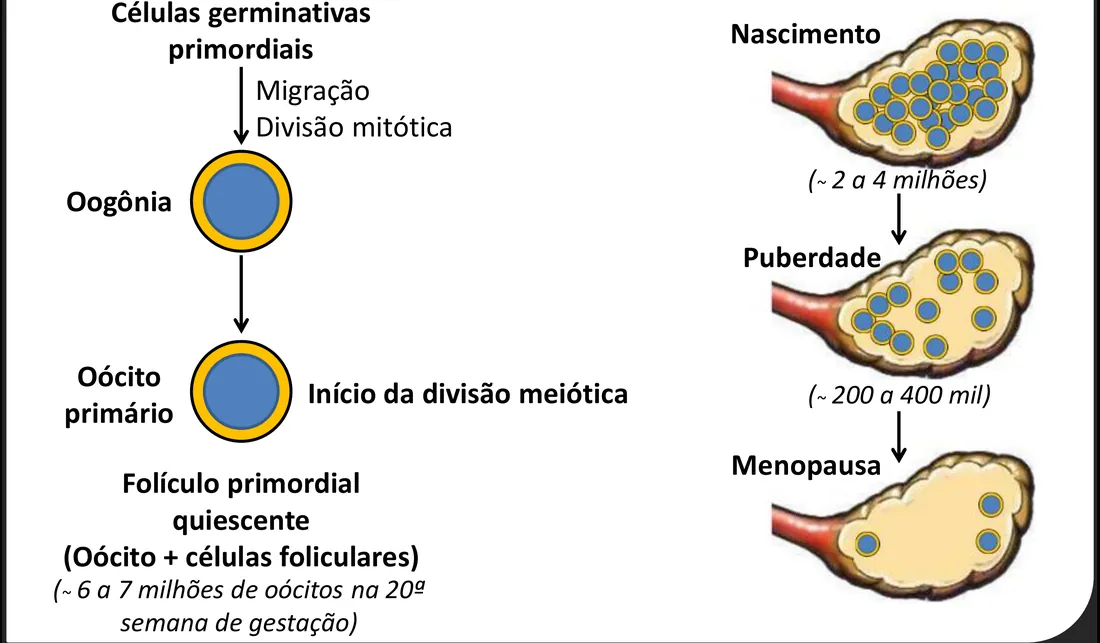 Células germinativas
primordiais
Migração
Divisão mitótica
Oogônia
Oócito
primário
Início da divisão meiótica
Folículo primordial
quiescente
(Oócito + células foliculares)
(~ 6 a 7 milhões de oócitos na 20ª
semana de gestação)
Nascimento
(~ 2 a 4 milhões)
Puberdade
(~ 200 a 400 mil)
Menopausa